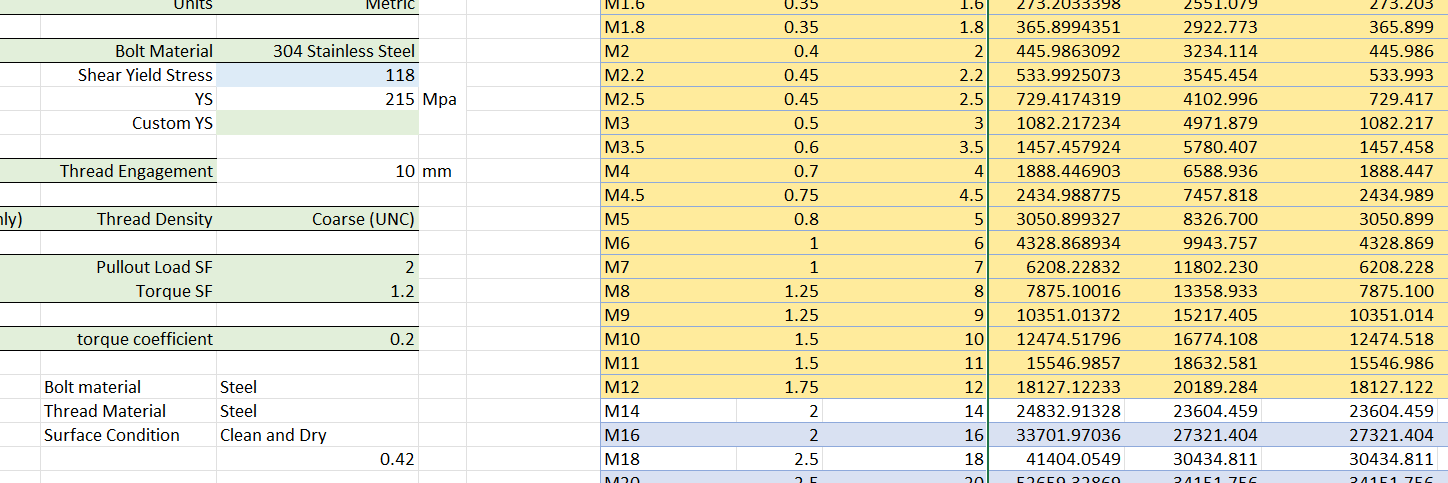 Units Metric M1.6 0.35 1.6 273.2033398 2551.079 273.203
M1.8 0.35 1.8 365.8994351 2922.773 365.899
Bolt Material 304 Stainless Steel M2 0.4 2 445.9863092 3234.114 445.986
Shear Yield Stress 118 M2.2 0.45 2.2 533.9925073 3545.454 533.993
YS 215 Mpa M2.5 0.45 2.5 729.4174319 4102.996 729.417
Custom YS M3 0.5 3 1082.217234 4971.879 1082.217
M3.5 0.6 3.5 1457.457924 5780.407 1457.458
Thread Engagement 10 mm M4 0.7 4 1888.446903 6588.936 1888.447
M4.5 0.75 4.5 2434.988775 7457.818 2434.989
nly) Thread Density Coarse (UNC) M5 0.8 5 3050.899327 8326.700 3050.899
M6 1 6 4328.868934 9943.757 4328.869
Pullout Load SF 2 M7 1 7 6208.22832 11802.230 6208.228
Torque SF 1.2 M8 1.25 8 7875.10016 13358.933 7875.100
M9 1.25 9 10351.01372 15217.405 10351.014
torque coefficient 0.2 M10 1.5 10 12474.51796 16774.108 12474.518
M11 1.5 11 15546.9857 18632.581 15546.986
Bolt material Steel M12 1.75 12 18127.12233 20189.284 18127.122
Thread Material Steel M14 2 14 24832.91328 23604.459 23604.459
Surface Condition Clean and Dry M16 2 16 33701.97036 27321.404 27321.404
0.42 M18 2.5 18 41404.0549 30434.811 30434.811
M20 2.5 20 52659.32869 34151.756 34151.756